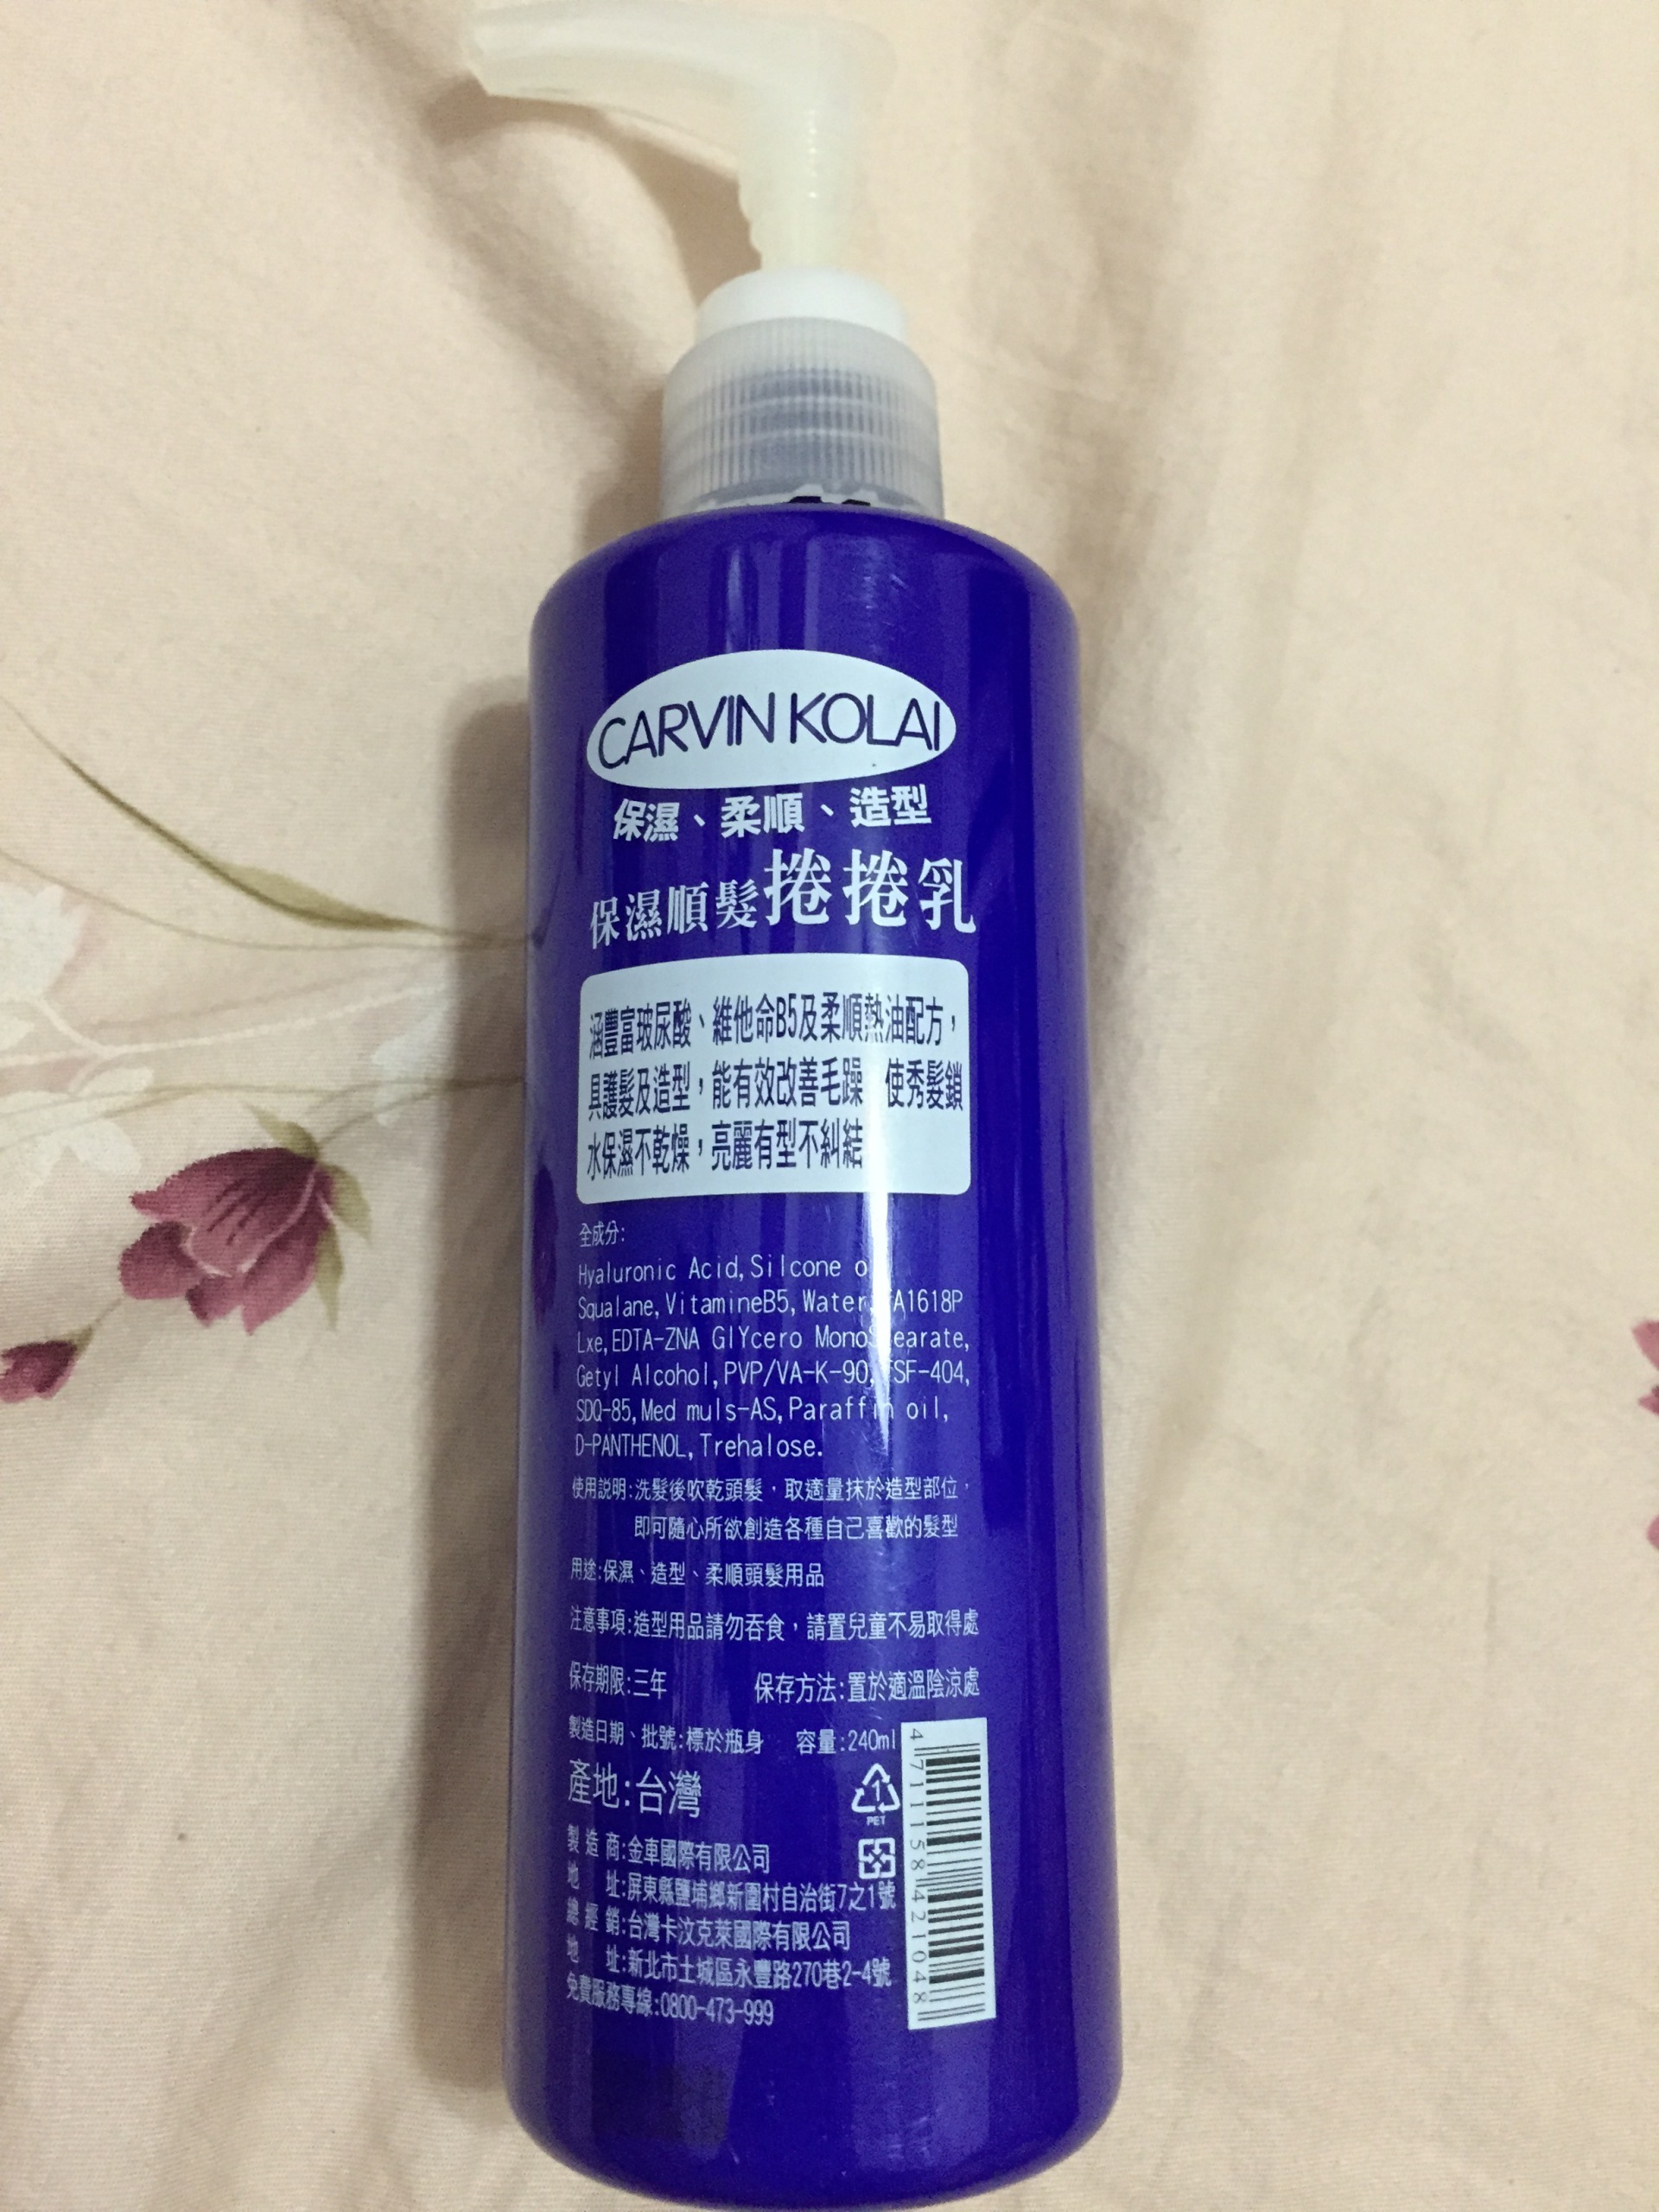 CARVIN KOLAI
保濕、柔順、造型
保濕順髮捲捲乳
涵豐富玻尿酸、維他命B5及柔順熱油配方，
具護髮及造型，能有效改善毛躁 使秀髮鎖
水保濕不乾燥，亮麗有型不糾結
全成分:
Hyaluronic Acid,Silcone
Squalane,VitamineB5,Water, A1618P
Lxe,EDTA-ZNA GlYcero MonoStearate,
Getyl Alcohol,PVP/VA-K-90, SF-404,
SDQ-85,Med muls-AS,Paraffin oil,
D-PANTHENOL,Trehalose.
使用説明:洗髮後吹乾頭髮，取適量抹於造型部位，
即可隨心所欲創造各種自己喜歡的髮型
用途:保濕、造型、柔順頭髮用品
注意事項:造型用品請勿吞食，請置兒童不易取得處
保存期限:三年 保存方法:置於適溫陰涼處
製造日期、批號:標於瓶身 容量:240ml
產地:台灣
1
PET
製造商:金車國際有限公司
地址:屏東縣鹽埔鄉新圍村自治街7之1號
總經銷:台灣卡汶克萊國際有限公司
地址:新北市土城區永豐路270巷2-4號
免費服務專線:0800-473-999
4711158421048